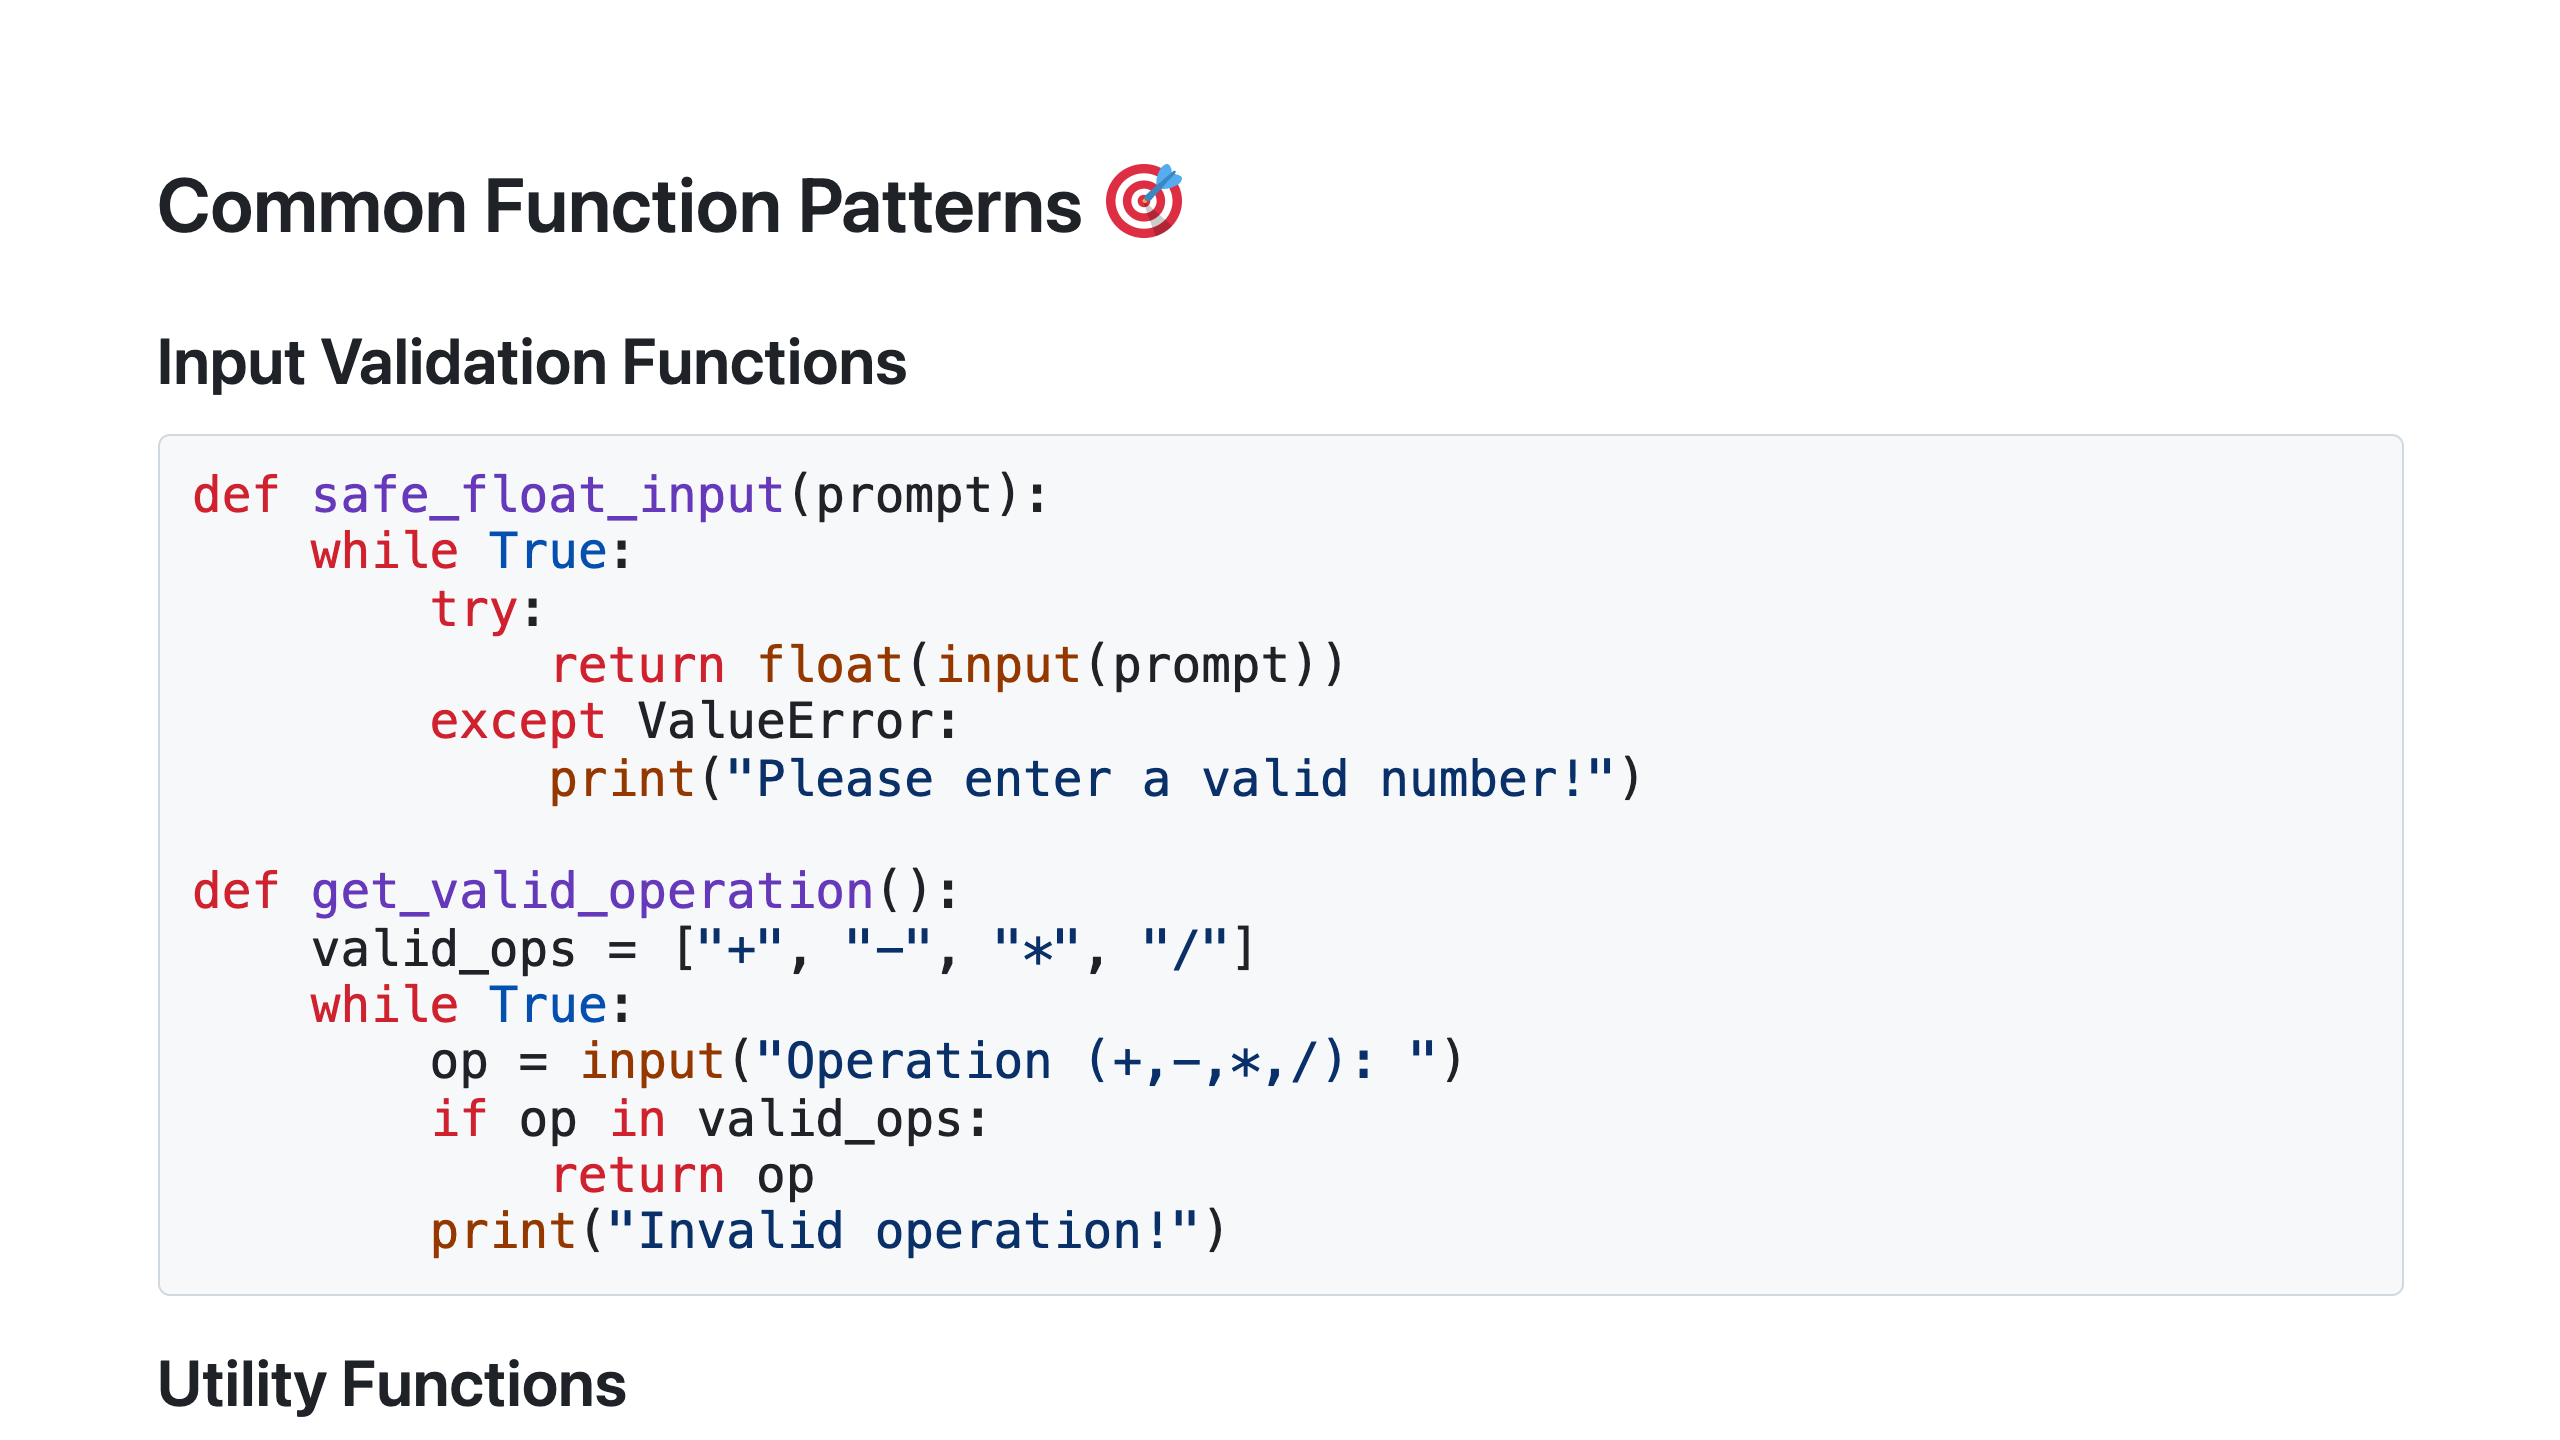 Common Function Patterns 🎯
Input Validation Functions
def safe_float_input(prompt):
    while True:
        try:
            return float(input(prompt))
        except ValueError:
            print("Please enter a valid number!")

def get_valid_operation():
    valid_ops = ["+", "-", "*", "/"]
    while True:
        op = input("Operation (+,-,*,/): ")
        if op in valid_ops:
            return op
        print("Invalid operation!")
Utility Functions